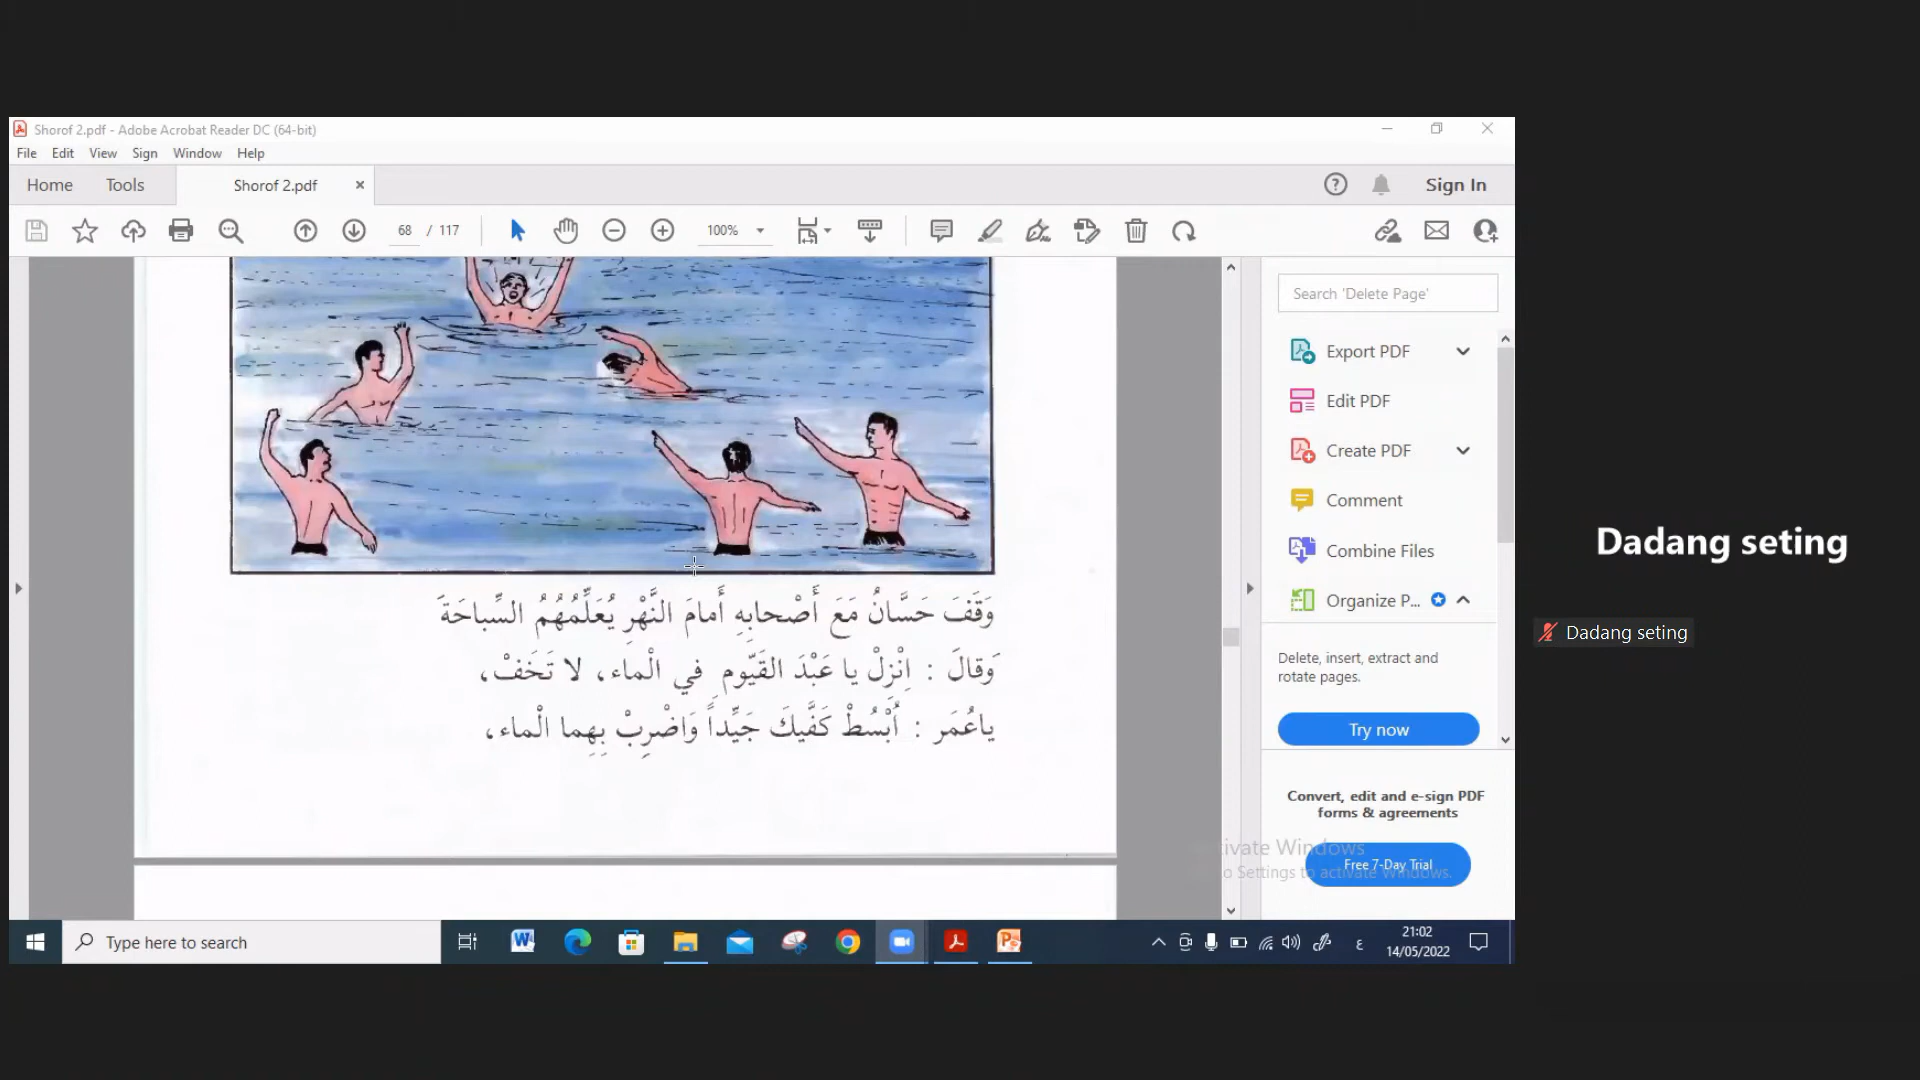 Shorof 2.pdf - Adobe Acrobat Reader DC (64-bit)
File Edit View Sign Window Help
Home Tools Shorof 2.pdf Sign In
68 / 117 100%
Search 'Delete Page'
Export PDF
Edit PDF
Create PDF
Comment
Combine Files
Organize P...
Delete, insert, extract and
rotate pages.
Try now
Convert, edit and e-sign PDF
forms & agreements
Free 7-Day Trial
وَقَفَ حَسَّانُ مَعَ أَصْحابِهِ أَمامَ النَّهْرِ يُعَلِّمُهُمُ السِّباحَةَ
وَقالَ : اِنْزِلْ يا عَبْدَ القَيّومِ في الْماء، لا تَخَفْ،
ياعُمَر : أُبْسُطْ كَفَّيكَ جَيِّداً وَاضْرِبْ بِهِما الْماء،
Dadang seting
Dadang seting
Type here to search
ع
21:02
14/05/2022